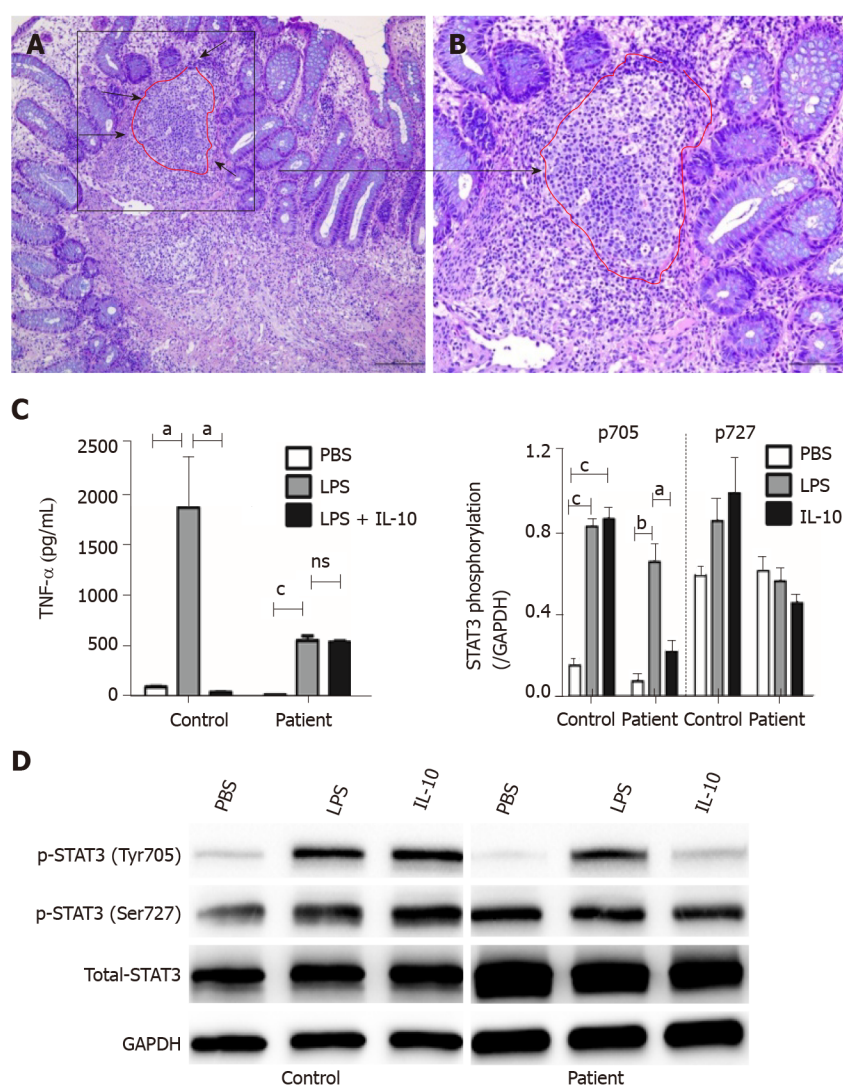 A
B
C
2500
2000
1500
1000
500
0
TNF-α (pg/mL)
a
a
c
ns
PBS
LPS
LPS + IL-10
Control
Patient
p705
p727
1.2
0.8
0.4
0.0
STAT3 phosphorylation
(/GAPDH)
c
c
b
a
PBS
LPS
IL-10
Control
Patient
Control
Patient
D
PBS
LPS
IL-10
PBS
LPS
IL-10
p-STAT3 (Tyr705)
p-STAT3 (Ser727)
Total-STAT3
GAPDH
Control
Patient